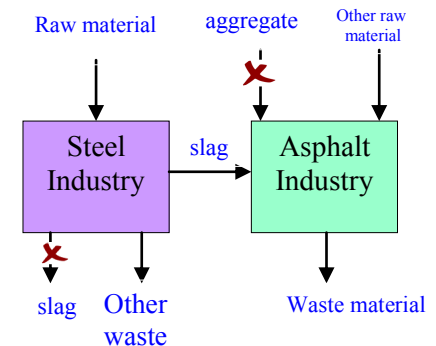 Raw material
aggregate
Other raw
material
Steel
Industry
slag
Asphalt
Industry
slag
Other
waste
Waste material